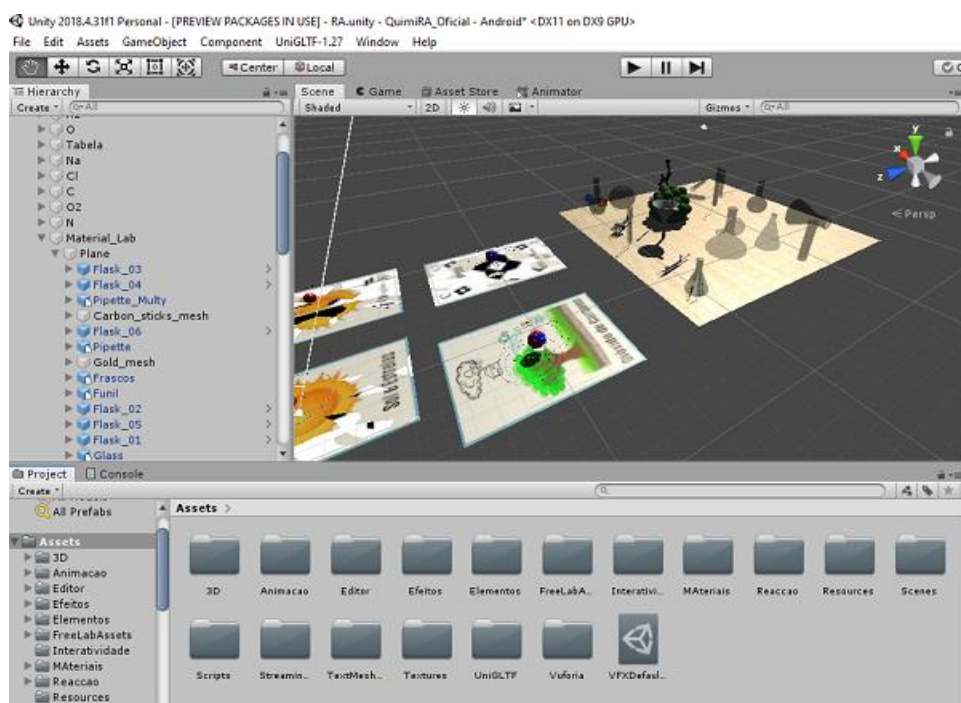 Unity 2018.4.31f1 Personal - [PREVIEW PACKAGES IN USE] - RA.unity - QuimiRA_Oficial - Android* <DX11 on DX9 GPU>
File Edit Assets GameObject Component UniGLTF-1.27 Window Help
Center Local
Hierarchy
Create All
O
Tabela
Na
Cl
C
O2
N
Material_Lab
Plane
Flask_03
Flask_04
Pipette_Multy
Carbon_sticks_mesh
Flask_06
Pipette
Gold_mesh
Frascos
Funil
Flask_02
Flask_05
Flask_01
Glass
Scene Game Asset Store Animator
Shaded 2D Gizmos All
y
x
z
Persp
Project Console
Create
All Prefabs
Assets
3D
Animacao
Editor
Efeitos
Elementos
FreeLabAssets
Interatividade
MAteriais
Reaccao
Resources
Assets >
3D Animacao Editor Efeitos Elementos FreeLabA... Interativi... MAteriais Reaccao Resources Scenes
Scripts Streamin... TextMesh... Textures UniGLTF Vuforia VFXDefaul...